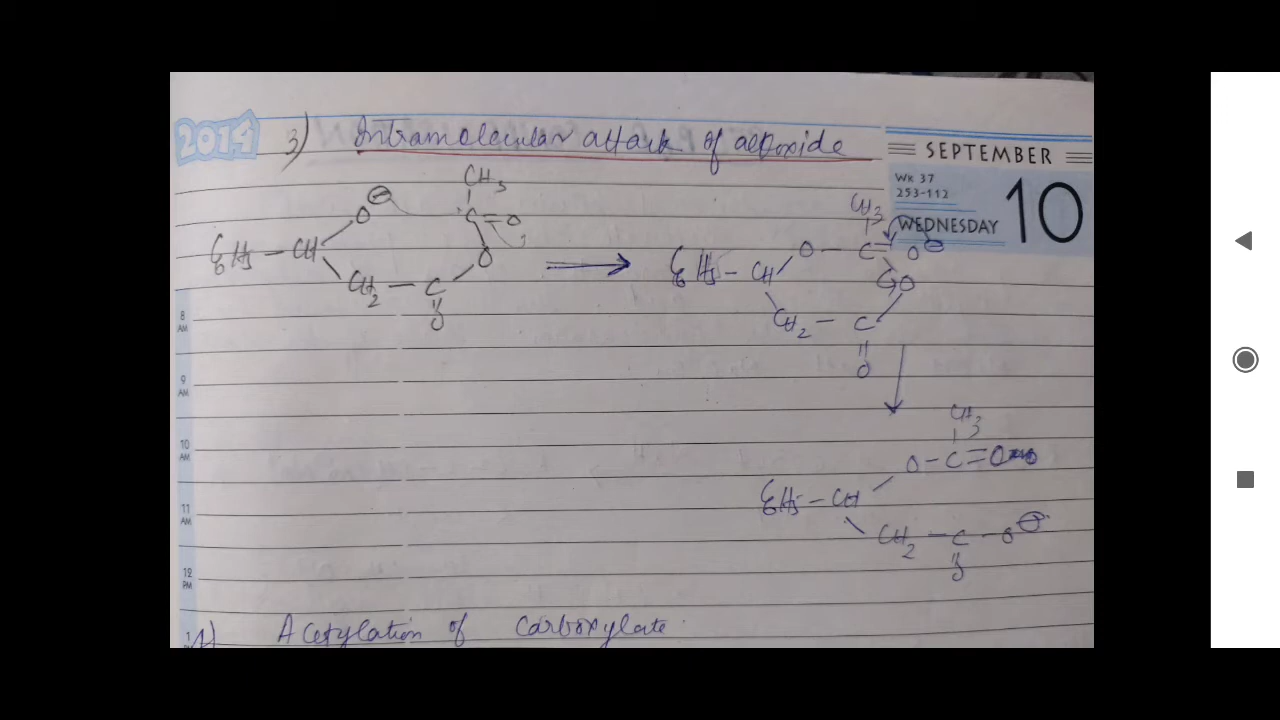 2014
3) Intramolecular attack of alkoxide
SEPTEMBER
Wk 37
253-112
WEDNESDAY
10
CH3
O⊖
C=O
C6H5 — CH
O
CH2 — C
O
CH3
O — C
O⊖
C6H5 — CH
O
CH2 — C
O
8 AM
9 AM
10 AM
11 AM
12 PM
CH3
O — C = O
C6H5 — CH
CH2 — C — O⊖
O
1
4) Acetylation of carboxylate